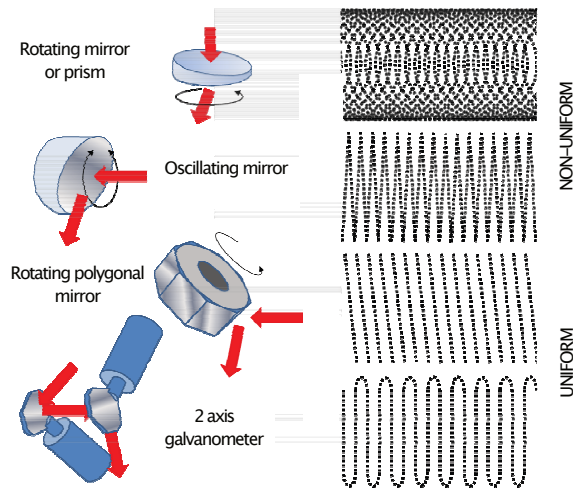 Rotating mirror
or prism
Oscillating mirror
NON-UNIFORM
Rotating polygonal
mirror
2 axis
galvanometer
UNIFORM